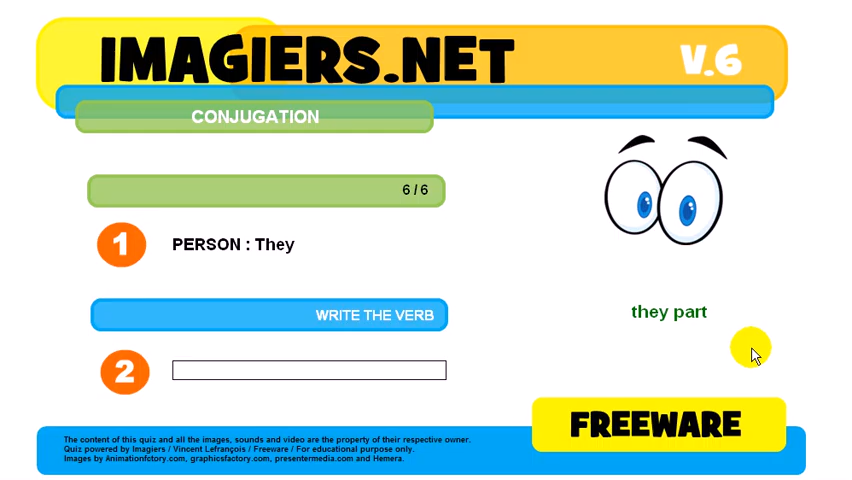 IMAGIERS.NET
V.6
CONJUGATION
6 / 6
1
PERSON : They
WRITE THE VERB
they part
2
FREEWARE
The content of this quiz and all the images, sounds and video are the property of their respective owner.
Quiz powered by Imagiers / Vincent Lefrançois / Freeware / For educational purpose only.
Images by Animationfctory.com, graphicsfactory.com, presentermedia.com and Hemera.